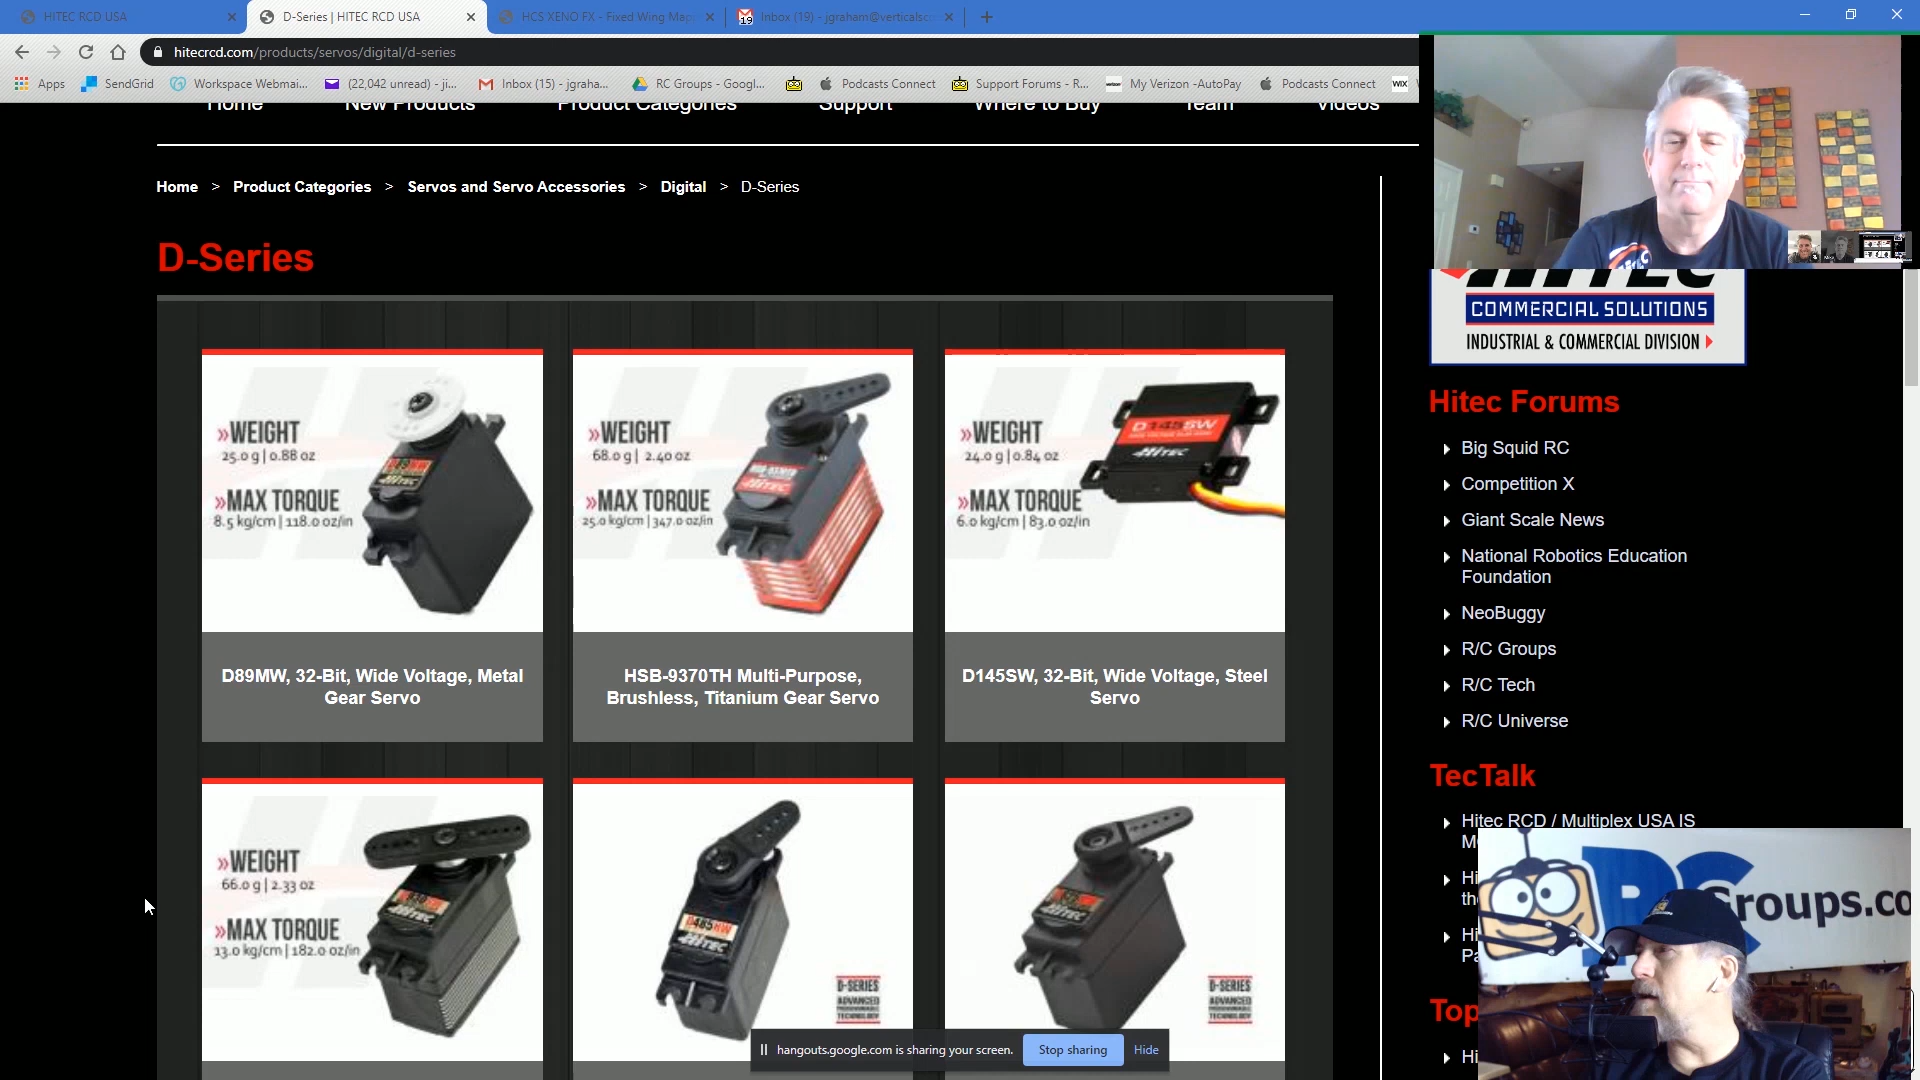 HITEC RCD USA
D-Series | HITEC RCD USA
HCS XENO FX - Fixed Wing Map
Inbox (19) - jgraham@verticalsc
hitecrcd.com/products/servos/digital/d-series
Apps
SendGrid
Workspace Webmai...
(22,042 unread) - ji...
Inbox (15) - jgraha...
RC Groups - Googl...
Podcasts Connect
Support Forums - R...
My Verizon -AutoPay
Podcasts Connect
WIX
Home
New Products
Product Categories
Support
Where to Buy
Team
Videos
Home > Product Categories > Servos and Servo Accessories > Digital > D-Series
D-Series
»WEIGHT
25.0 g | 0.88 oz
»MAX TORQUE
8.5 kg/cm | 118.0 oz/in
HITEC
D89MW, 32-Bit, Wide Voltage, Metal
Gear Servo
»WEIGHT
68.0 g | 2.40 oz
»MAX TORQUE
25.0 kg/cm | 347.0 oz/in
HITEC
HSB-9370TH Multi-Purpose,
Brushless, Titanium Gear Servo
»WEIGHT
24.0 g | 0.84 oz
»MAX TORQUE
6.0 kg/cm | 83.0 oz/in
D145SW
HITEC
D145SW, 32-Bit, Wide Voltage, Steel
Servo
»WEIGHT
66.0 g | 2.33 oz
»MAX TORQUE
13.0 kg/cm | 182.0 oz/in
HITEC
D485HW
HITEC
D-SERIES
ADVANCED
PROGRAMMABLE
TECHNOLOGY
HITEC
D-SERIES
ADVANCED
PROGRAMMABLE
TECHNOLOGY
HITEC
COMMERCIAL SOLUTIONS
INDUSTRIAL & COMMERCIAL DIVISION
Hitec Forums
Big Squid RC
Competition X
Giant Scale News
National Robotics Education
Foundation
NeoBuggy
R/C Groups
R/C Tech
R/C Universe
TecTalk
Hitec RCD / Multiplex USA IS
Hi
Hi
Top
Hi
RC
Groups.co
hangouts.google.com is sharing your screen.
Stop sharing
Hide